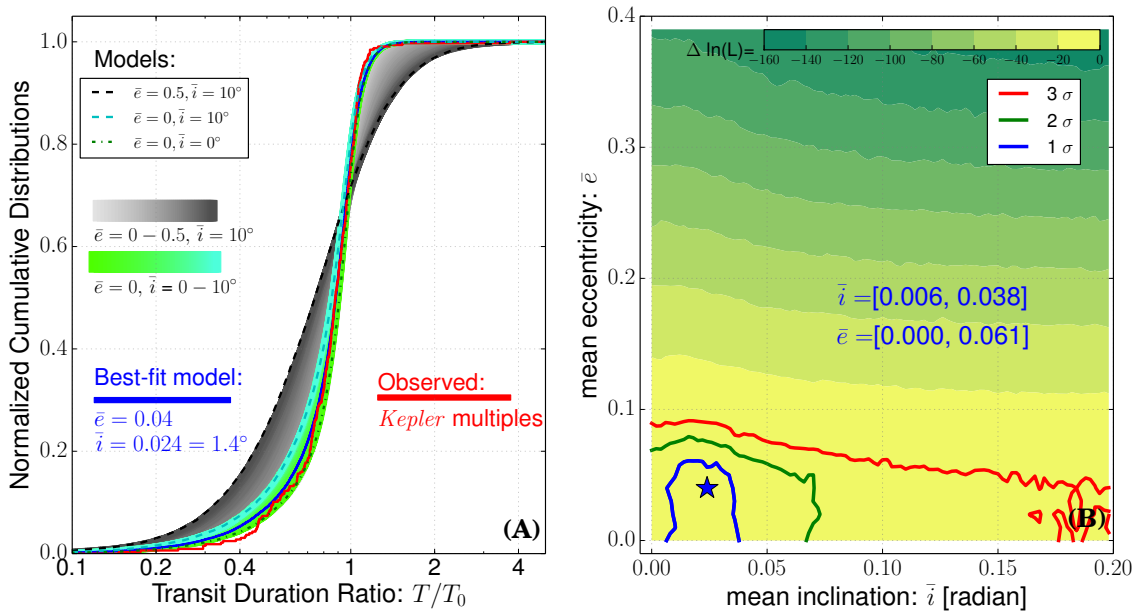 Normalized Cumulative Distributions
1.0
0.8
0.6
0.4
0.2
0.0
Models:
ē = 0.5, ī = 10°
ē = 0, ī = 10°
ē = 0, ī = 0°
ē = 0 − 0.5, ī = 10°
ē = 0, ī = 0 − 10°
Best-fit model:
ē = 0.04
ī = 0.024 = 1.4°
Observed:
Kepler multiples
(A)
0.1 0.2 0.4 1 2 4
Transit Duration Ratio: T/T₀
mean eccentricity: ē
0.4
0.3
0.2
0.1
0.0
Δ ln(L)=
−160 −140 −120 −100 −80 −60 −40 −20 0
3 σ
2 σ
1 σ
ī =[0.006, 0.038]
ē =[0.000, 0.061]
(B)
0.00 0.05 0.10 0.15 0.20
mean inclination: ī [radian]